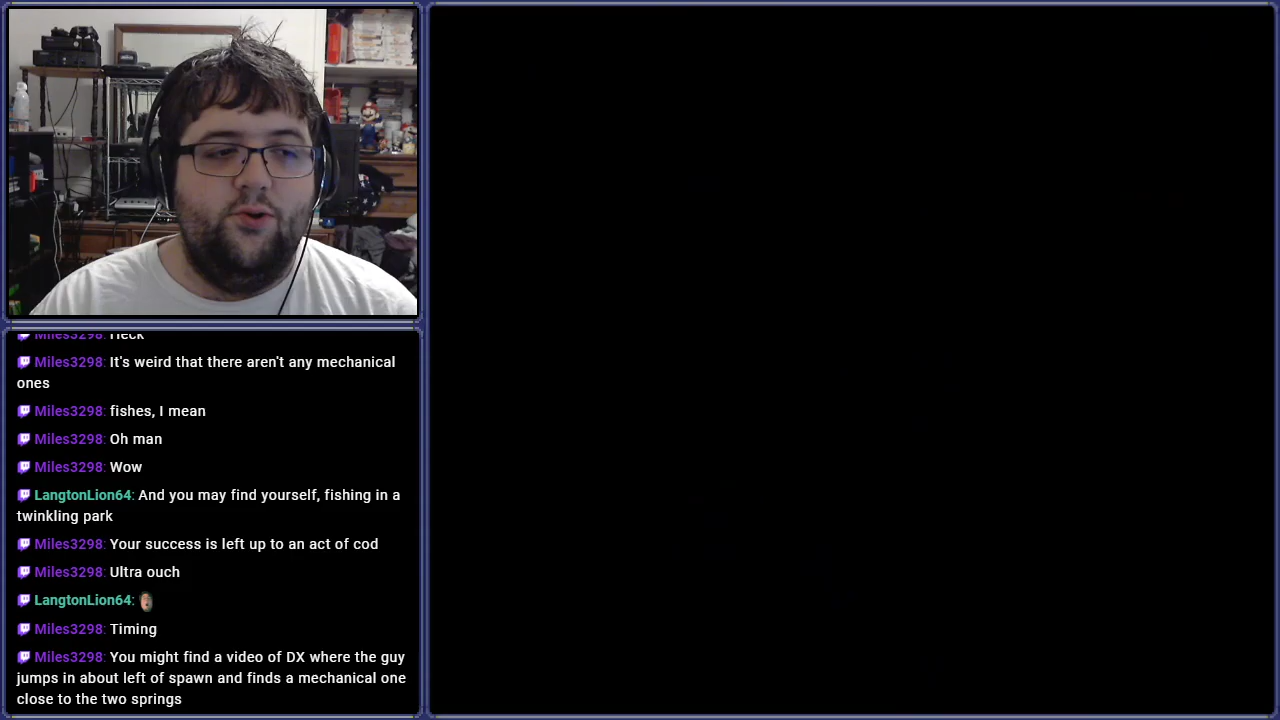 Miles3298: Heck
Miles3298: It's weird that there aren't any mechanical
ones
Miles3298: fishes, I mean
Miles3298: Oh man
Miles3298: Wow
LangtonLion64: And you may find yourself, fishing in a
twinkling park
Miles3298: Your success is left up to an act of cod
Miles3298: Ultra ouch
LangtonLion64:
Miles3298: Timing
Miles3298: You might find a video of DX where the guy
jumps in about left of spawn and finds a mechanical one
close to the two springs